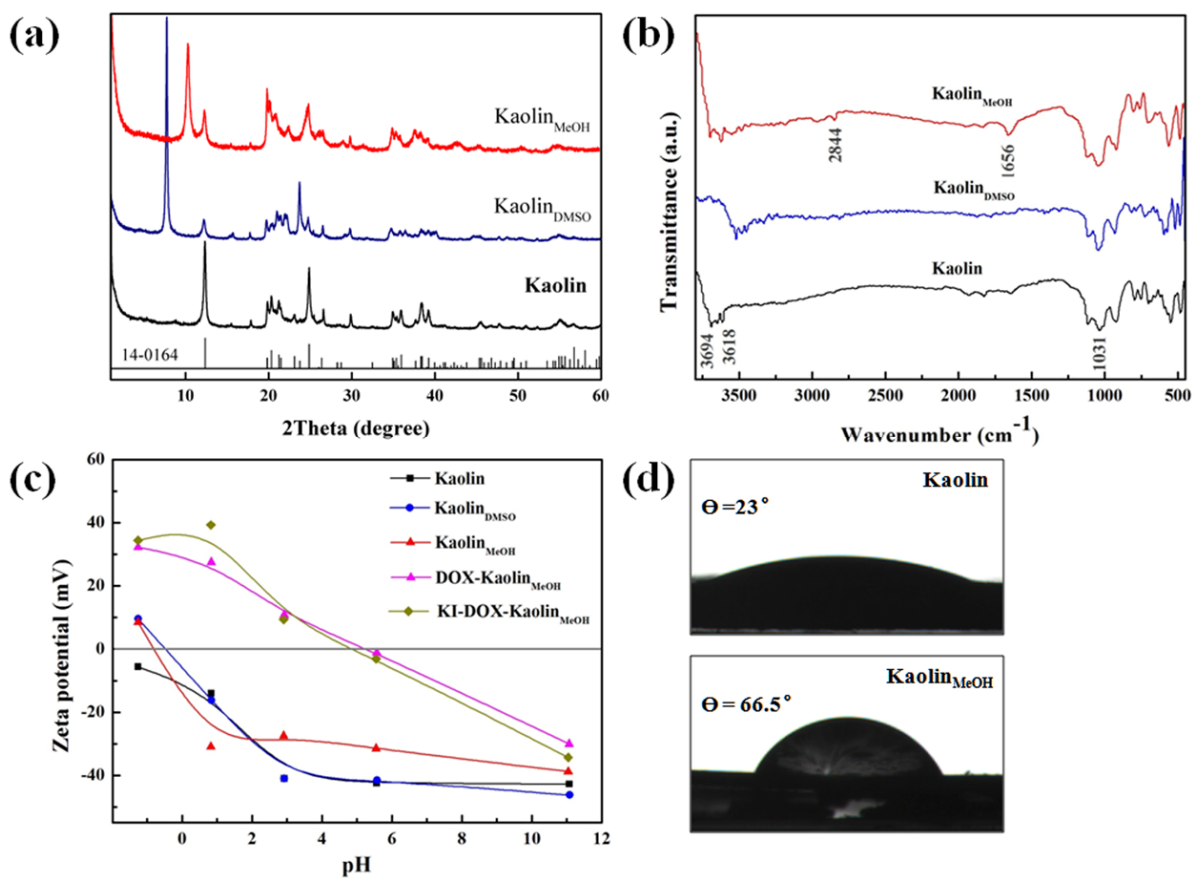 (a)
Kaolin_MeOH
Kaolin_DMSO
Kaolin
14-0164
10 20 30 40 50 60
2Theta (degree)
(b)
Transmittance (a.u.)
Kaolin_MeOH
2844
1656
Kaolin_DMSO
Kaolin
3694
3618
1031
3500 3000 2500 2000 1500 1000 500
Wavenumber (cm-1)
(c)
Zeta potential (mV)
60
40
20
0
-20
-40
Kaolin
Kaolin_DMSO
Kaolin_MeOH
DOX-Kaolin_MeOH
KI-DOX-Kaolin_MeOH
0 2 4 6 8 10 12
pH
(d)
Kaolin
ϴ=23°
Kaolin_MeOH
ϴ= 66.5°